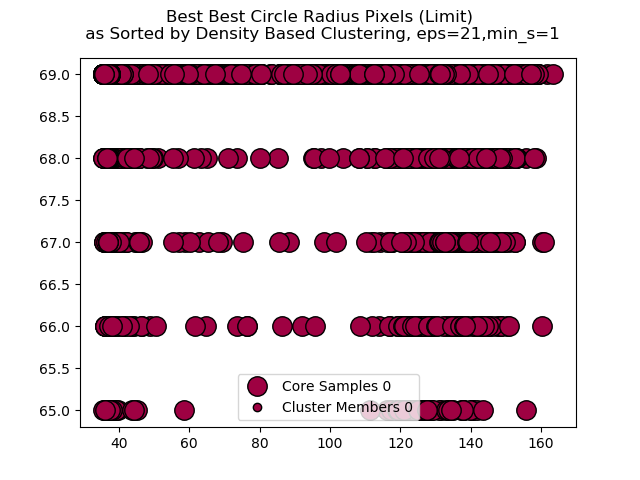 Best Best Circle Radius Pixels (Limit)
as Sorted by Density Based Clustering, eps=21,min_s=1
69.0
68.5
68.0
67.5
67.0
66.5
66.0
65.5
65.0
Core Samples 0
Cluster Members 0
40 60 80 100 120 140 160